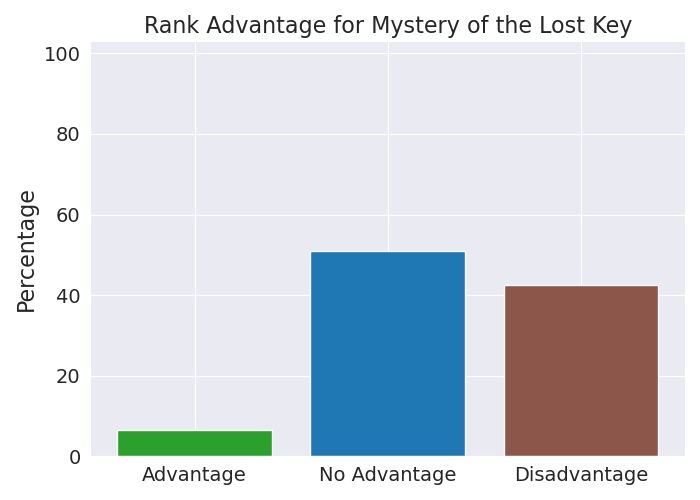 Rank Advantage for Mystery of the Lost Key
Percentage
100
80
60
40
20
0
Advantage
No Advantage
Disadvantage